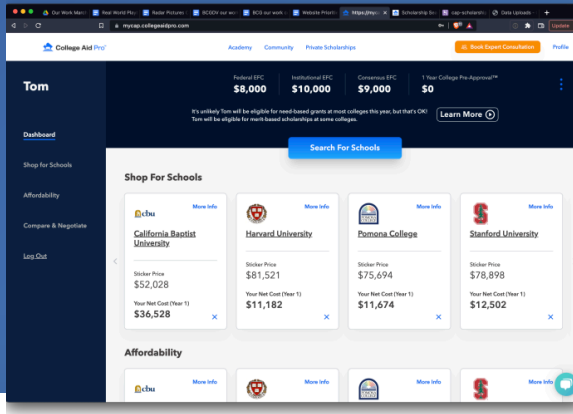 Our Work March
Real World Phys
Radar Pictures
BCGDV our wor
BCG our work
Website Priorit
https://myc
Scholarship
cap-scholarship
Data Uploads
mycap.collegeaidpro.com
Update
College Aid Pro
Academy Community Private Scholarships
Book Expert Consultation
Profile
Tom
Federal EFC
$8,000
Institutional EFC
$10,000
Consensus EFC
$9,000
1 Year College Pre-Approval™
$0
It's unlikely Tom will be eligible for need-based grants at most colleges this year, but that's OK!
Tom will be eligible for merit-based scholarships at some colleges.
Learn More
Dashboard
Shop for Schools
Affordability
Compare & Negotiate
Log Out
Search For Schools
Shop For Schools
cbu
More Info
California Baptist
University
Sticker Price
$52,028
Your Net Cost (Year 1)
$36,528
More Info
Harvard University
Sticker Price
$81,521
Your Net Cost (Year 1)
$11,182
More Info
Pomona College
Sticker Price
$75,694
Your Net Cost (Year 1)
$11,674
More Info
Stanford University
Sticker Price
$78,898
Your Net Cost (Year 1)
$12,502
Affordability
cbu
More Info
More Info
More Info
More Info